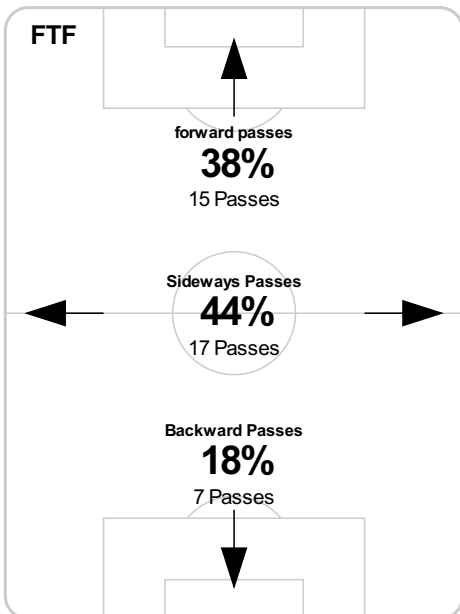 FTF
forward passes
38%
15 Passes
Sideways Passes
44%
17 Passes
Backward Passes
18%
7 Passes